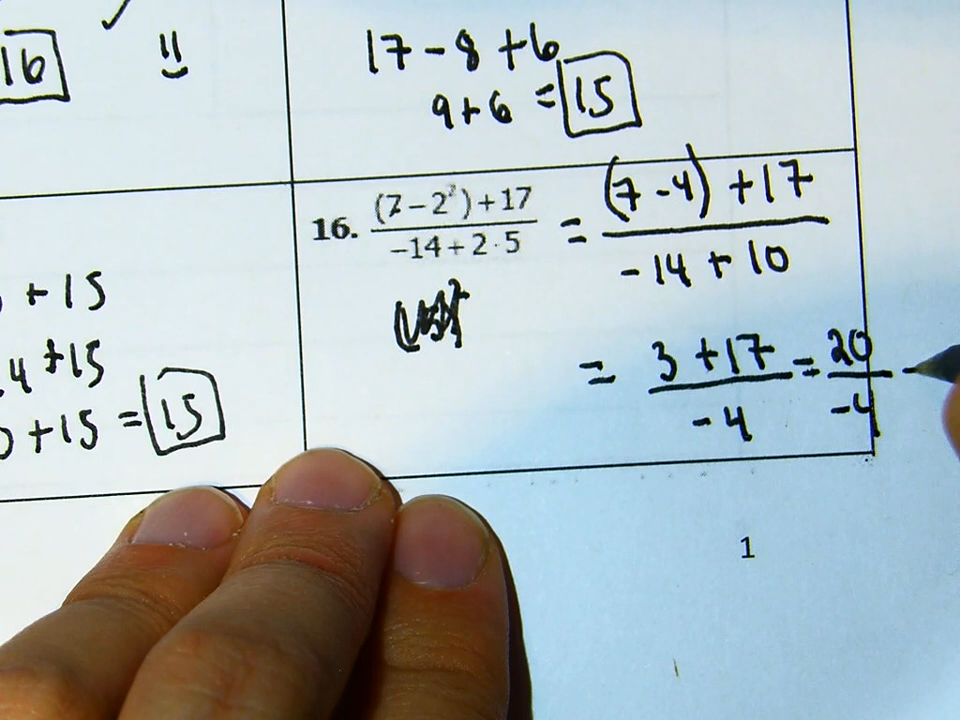 16
17 - 8 + 6
9 + 6 = 15
+ 15
4 + 15
+ 15 = 15
16. (7 - 2²) + 17 / -14 + 2 · 5 = (7 - 4) + 17 / -14 + 10
= 3 + 17 / -4 = 20 / -4 -
1